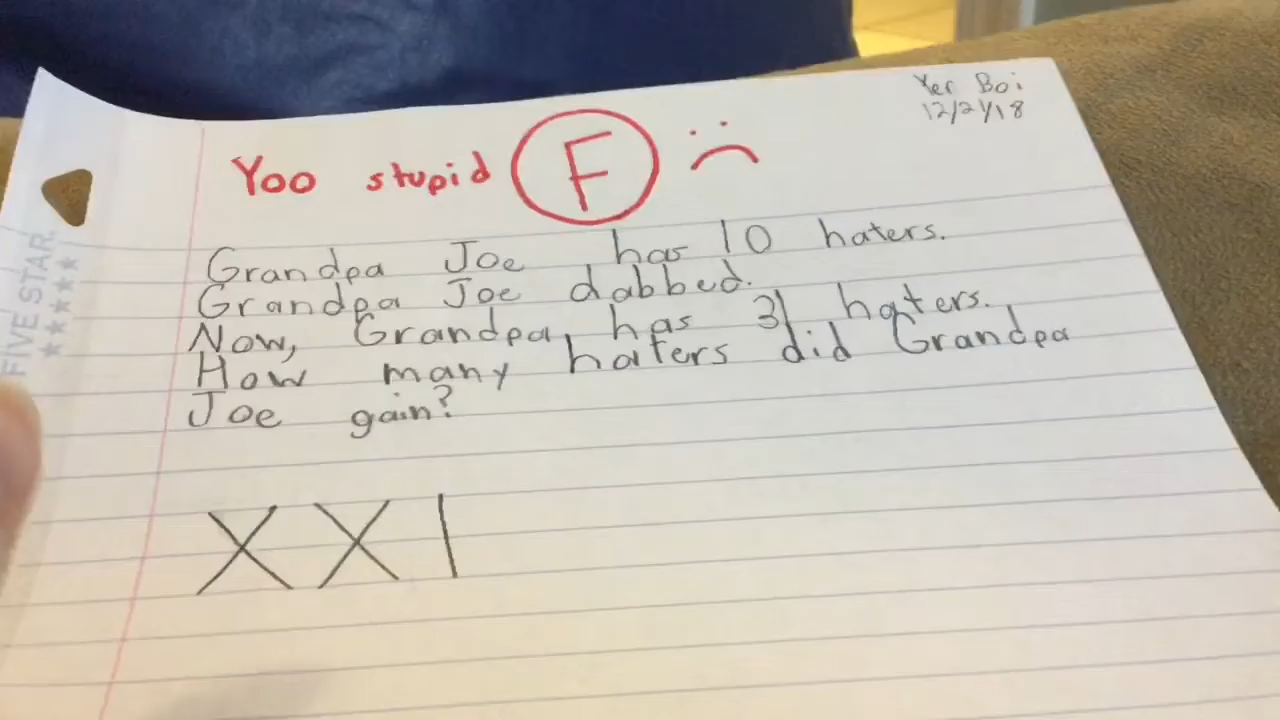 Yer Boi
12/21/18
Yoo stupid F :(
Grandpa Joe has 10 haters.
Grandpa Joe dabbed.
Now, Grandpa has 31 haters.
How many haters did Grandpa
Joe gain?
XXI
FIVE STAR
★★★★★